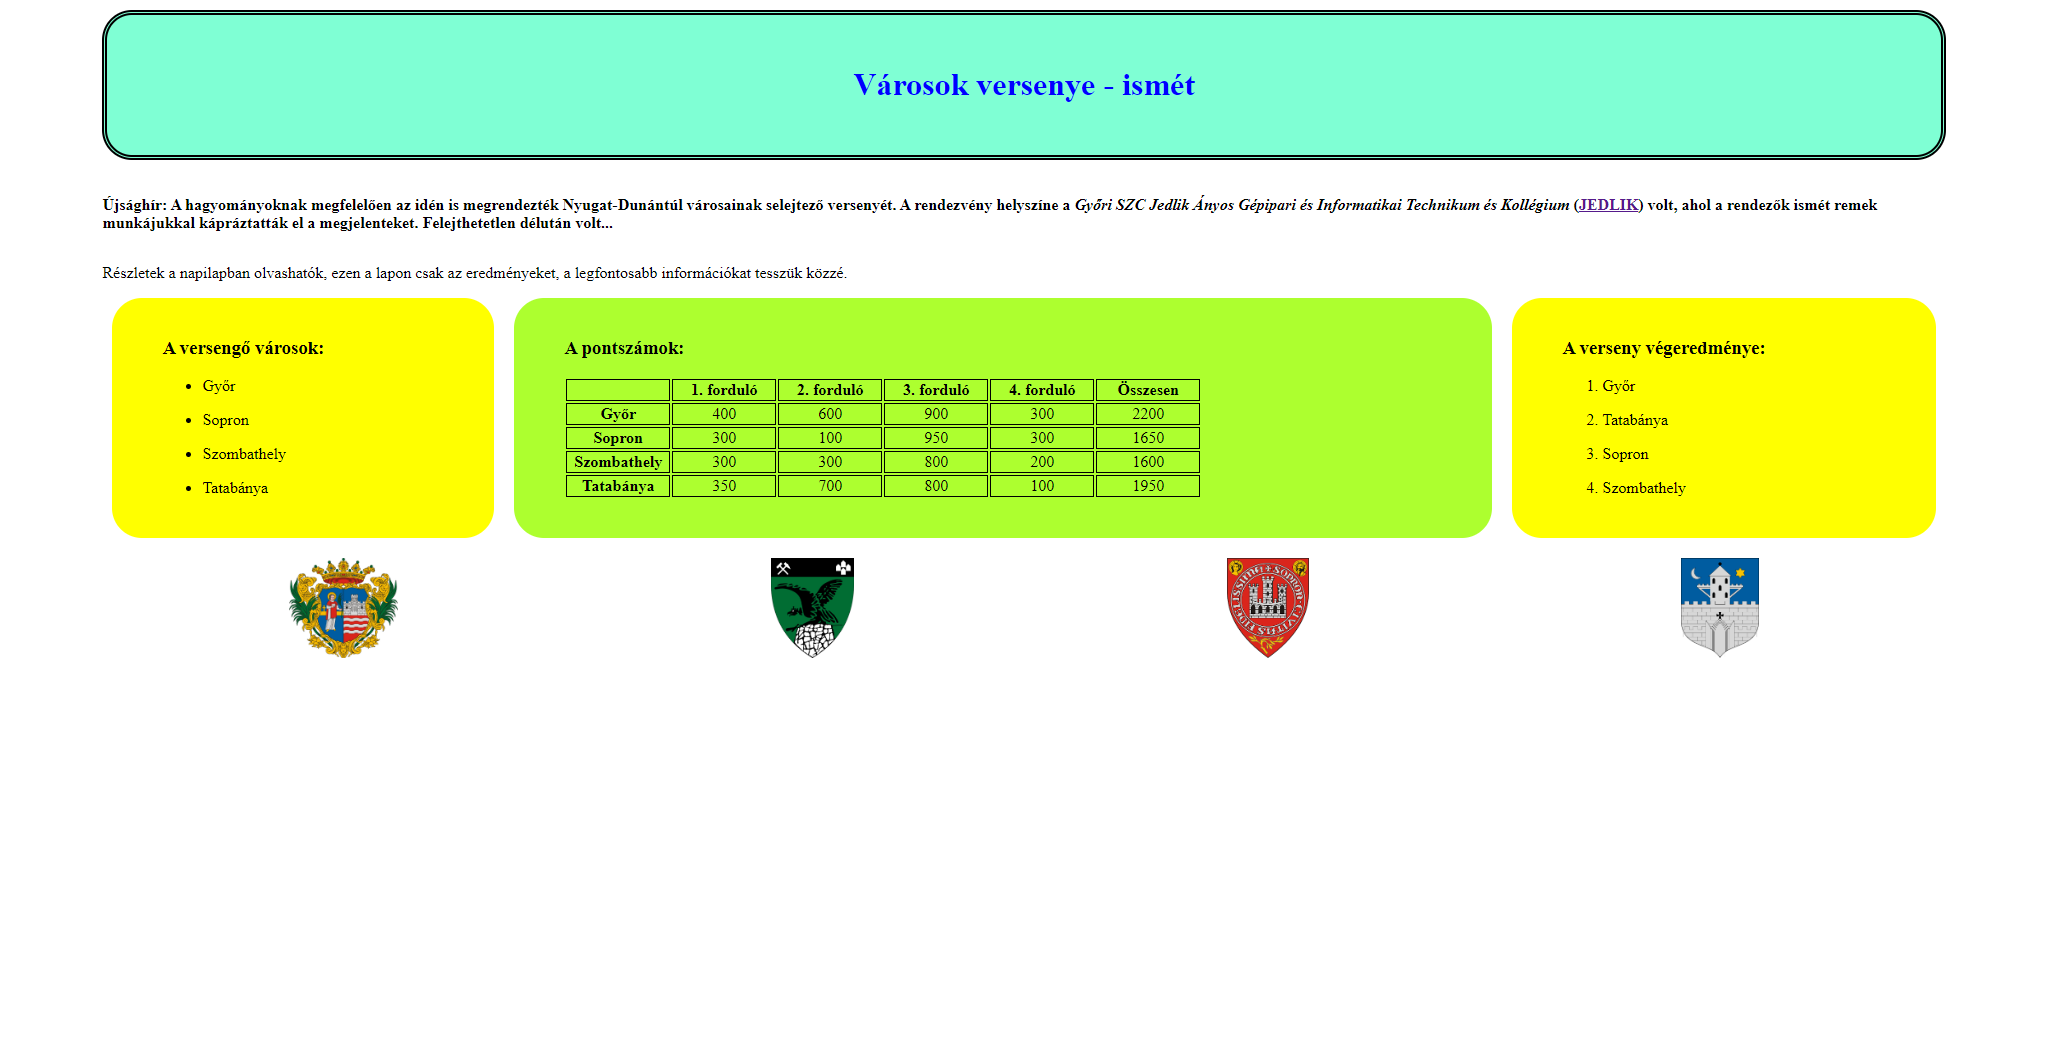 Városok versenye - ismét
Újsághír: A hagyományoknak megfelelően az idén is megrendezték Nyugat-Dunántúl városainak selejtező versenyét. A rendezvény helyszíne a Győri SZC Jedlik Ányos Gépipari és Informatikai Technikum és Kollégium (JEDLIK) volt, ahol a rendezők ismét remek
munkájukkal kápráztatták el a megjelenteket. Felejthetetlen délután volt...
Részletek a napilapban olvashatók, ezen a lapon csak az eredményeket, a legfontosabb információkat tesszük közzé.
A versengő városok:
• Győr
• Sopron
• Szombathely
• Tatabánya
A pontszámok:
1. forduló 2. forduló 3. forduló 4. forduló Összesen
Győr 400 600 900 300 2200
Sopron 300 100 950 300 1650
Szombathely 300 300 800 200 1600
Tatabánya 350 700 800 100 1950
A verseny végeredménye:
1. Győr
2. Tatabánya
3. Sopron
4. Szombathely